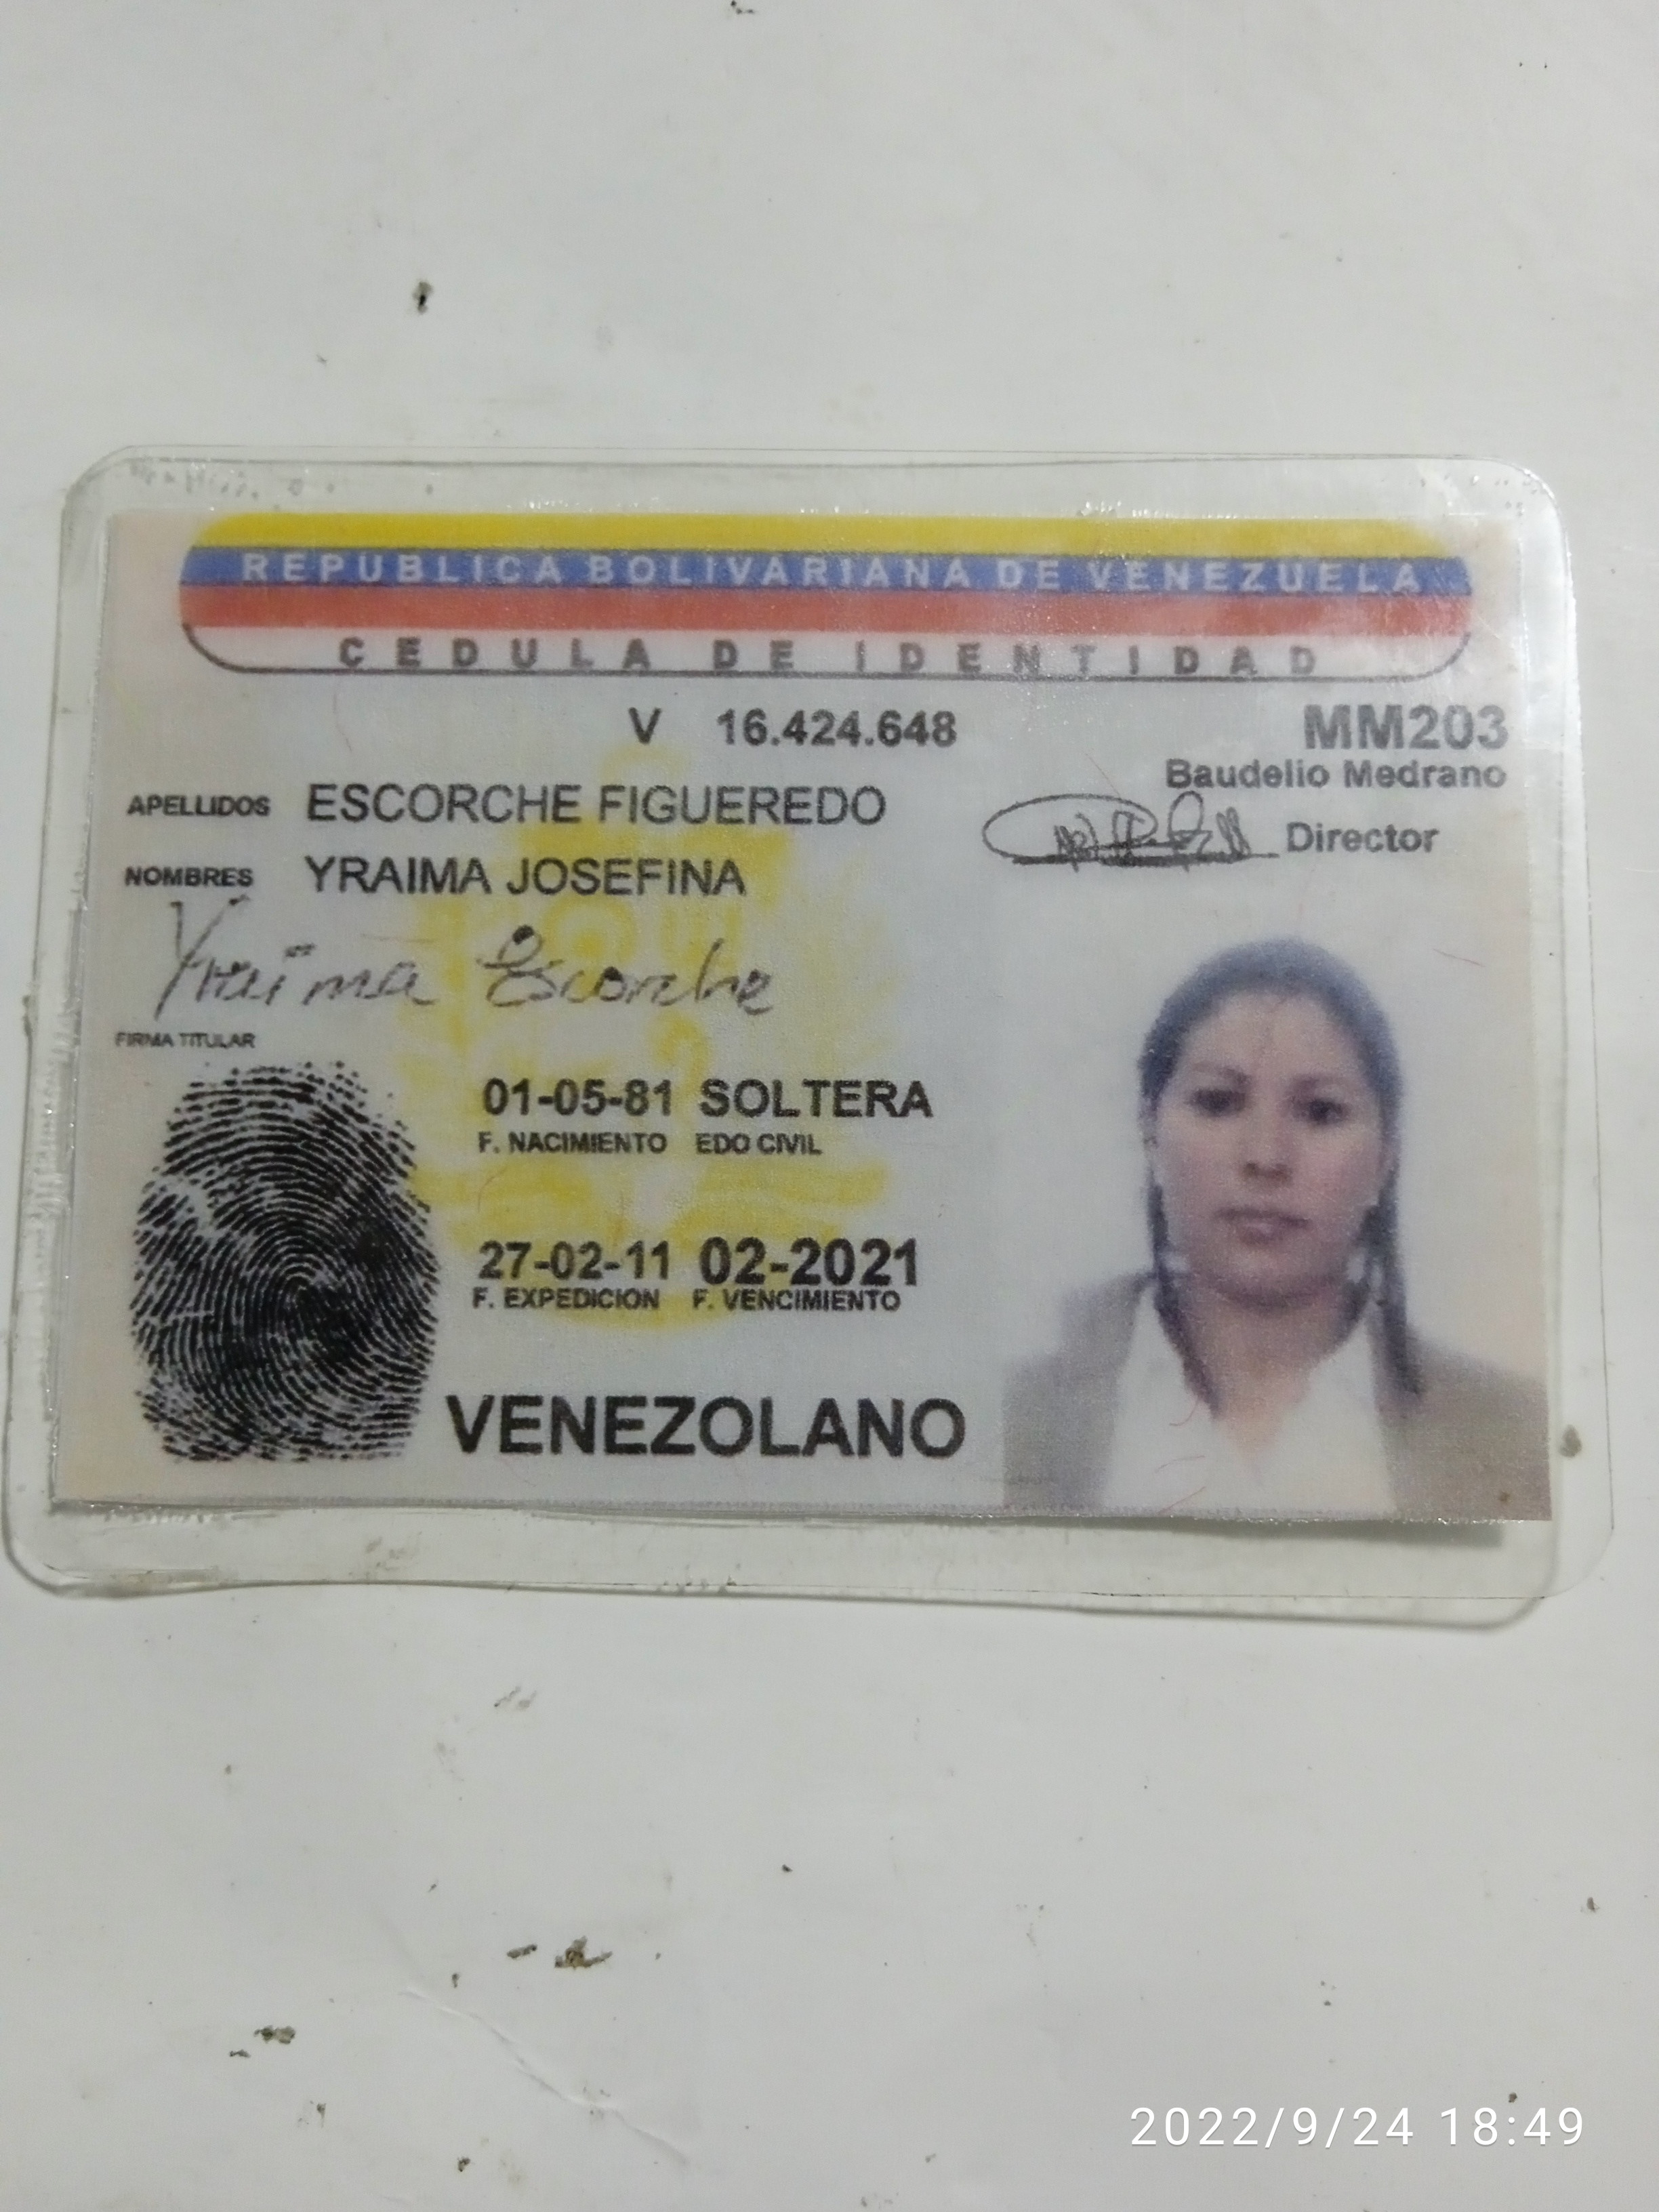 REPÚBLICA BOLIVARIANA DE VENEZUELA
CEDULA DE IDENTIDAD
V 16.424.648 MM203
Baudelio Medrano
APELLIDOS ESCORCHE FIGUEREDO
Director
NOMBRES YRAIMA JOSEFINA
Yraima Escorche
FIRMA TITULAR
01-05-81 SOLTERA
F. NACIMIENTO EDO CIVIL
27-02-11 02-2021
F. EXPEDICION F. VENCIMIENTO
VENEZOLANO
2022/9/24 18:49